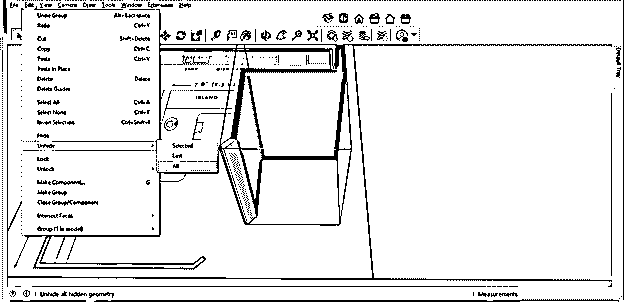 File Edit View Camera Draw Tools Window Extensions Help
Undo Group Alt+Backspace
Redo Ctrl+Y
Cut Shift+Delete
Copy Ctrl+C
Paste Ctrl+V
Paste In Place
Delete Delete
Delete Guides
Select All Ctrl+A
Select None Ctrl+T
Invert Selection Ctrl+Shift+I
Hide
Unhide
Selected
Last
All
Lock
Unlock
Make Component... G
Make Group
Close Group/Component
Intersect Faces
Group (1 in model)
ISLAND
Default Tray
Unhide all hidden geometry
Measurements